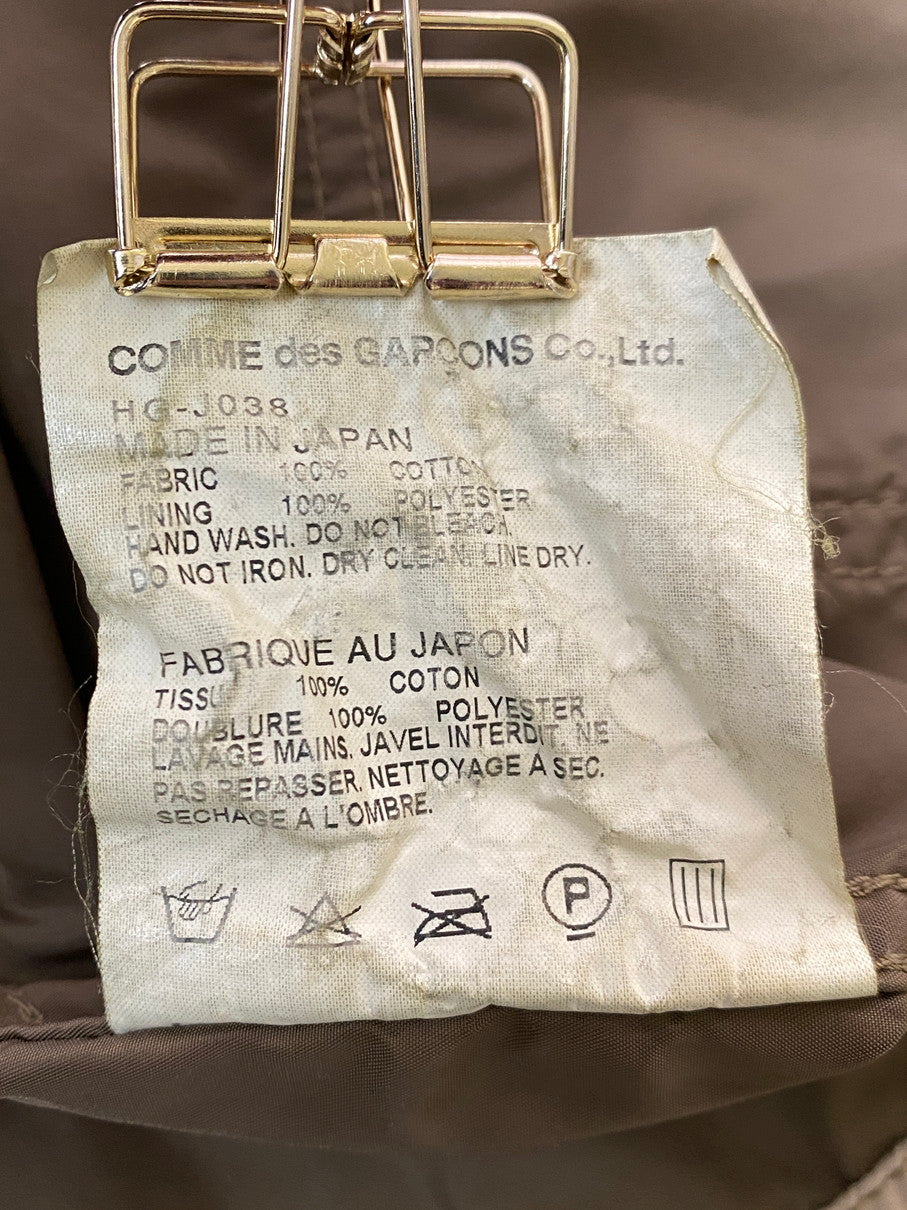 COMME des GARCONS Co.,Ltd.
HG-J038
MADE IN JAPAN
FABRIC 100% COTTON
LINING 100% POLYESTER
HAND WASH. DO NOT BLEACH.
DO NOT IRON. DRY CLEAN. LINE DRY.
FABRIQUE AU JAPON
TISSU 100% COTON
DOUBLURE 100% POLYESTER
LAVAGE MAINS. JAVEL INTERDIT. NE
PAS REPASSER. NETTOYAGE A SEC.
SECHAGE A L'OMBRE.
P